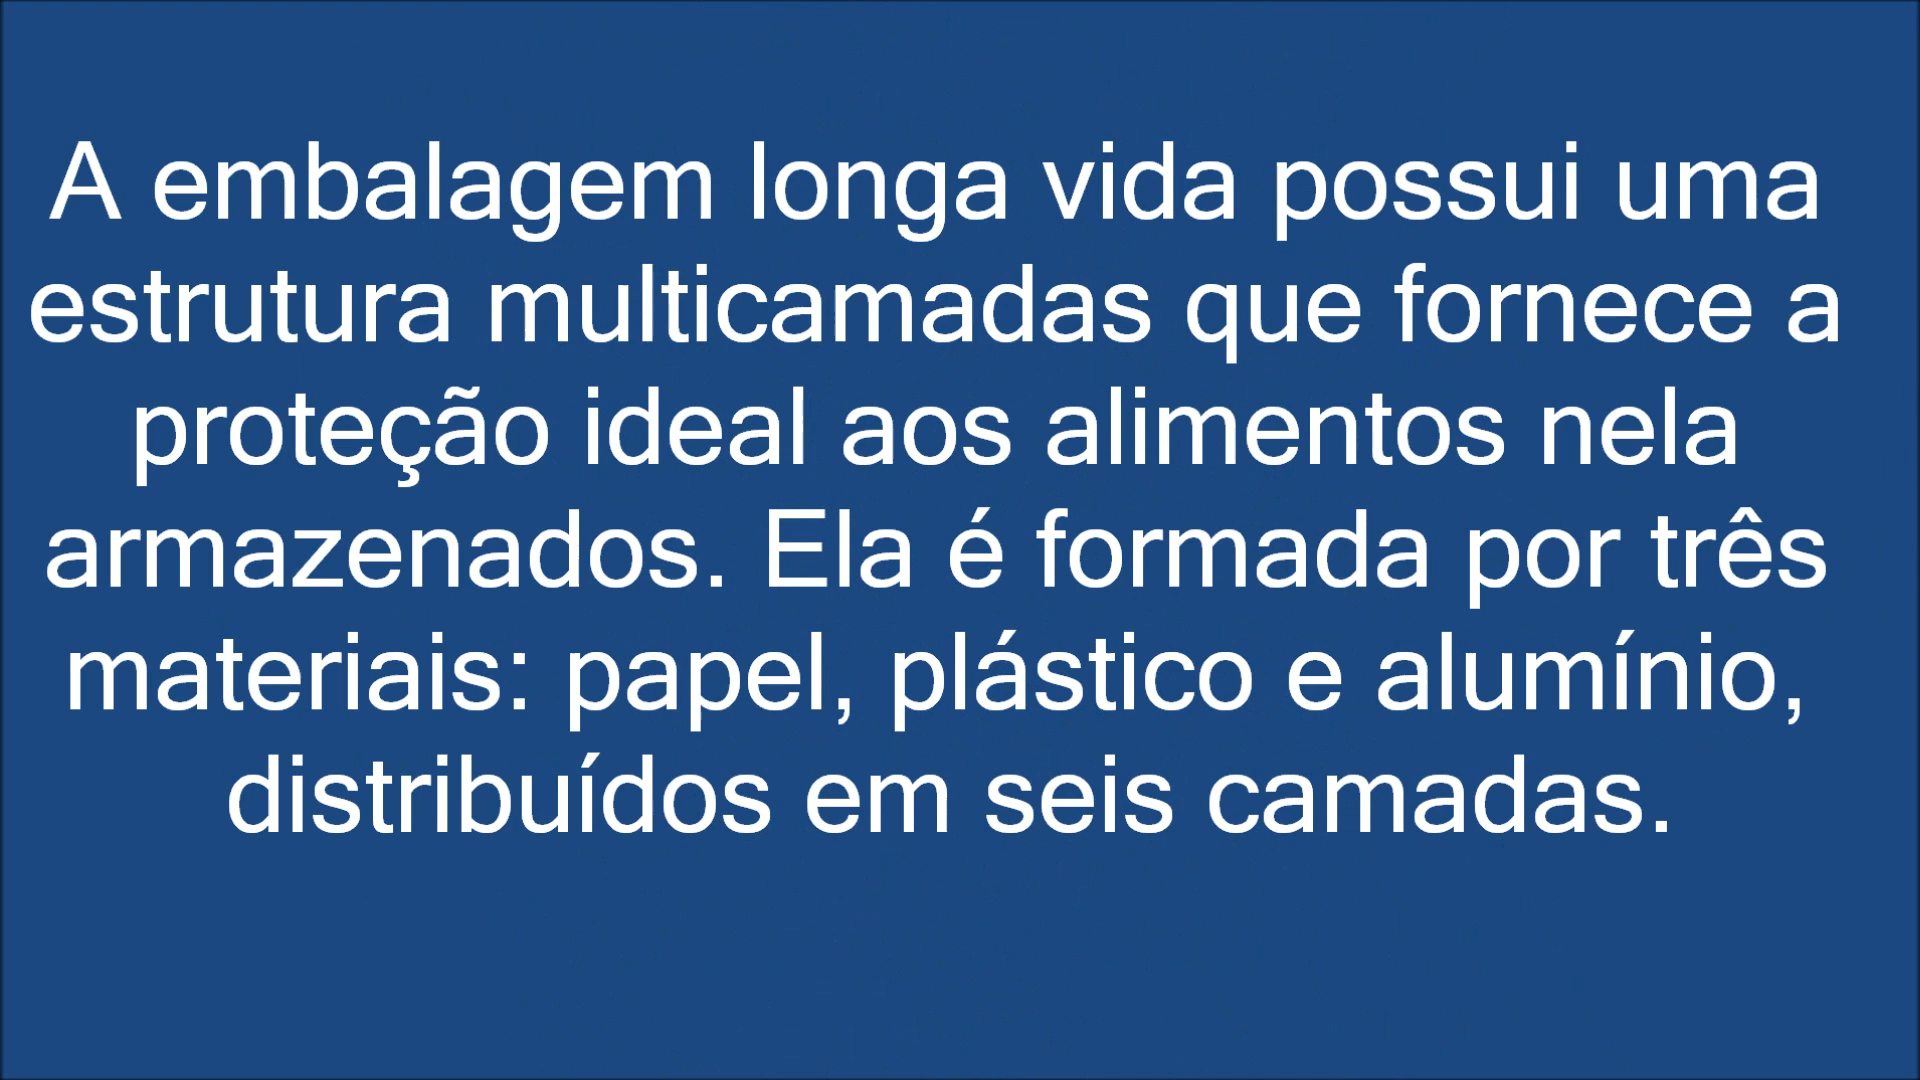 A embalagem longa vida possui uma
estrutura multicamadas que fornece a
proteção ideal aos alimentos nela
armazenados. Ela é formada por três
materiais: papel, plástico e alumínio,
distribuídos em seis camadas.